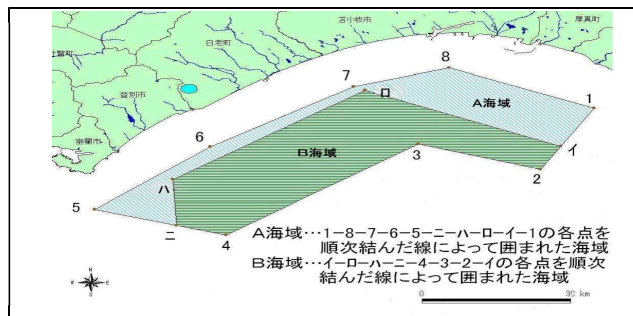 苫小牧市
厚真町
白老町
登別市
室蘭市
8
7
ロ
A海域
1
イ
6
3
B海域
2
ハ
5
ニ
4
A海域…1-8-7-6-5-ニ-ハ-ロ-イ-1の各点を
順次結んだ線によって囲まれた海域
B海域…イ-ロ-ハ-ニ-4-3-2-イの各点を順次
結んだ線によって囲まれた海域
N
W
E
S
0
30 km